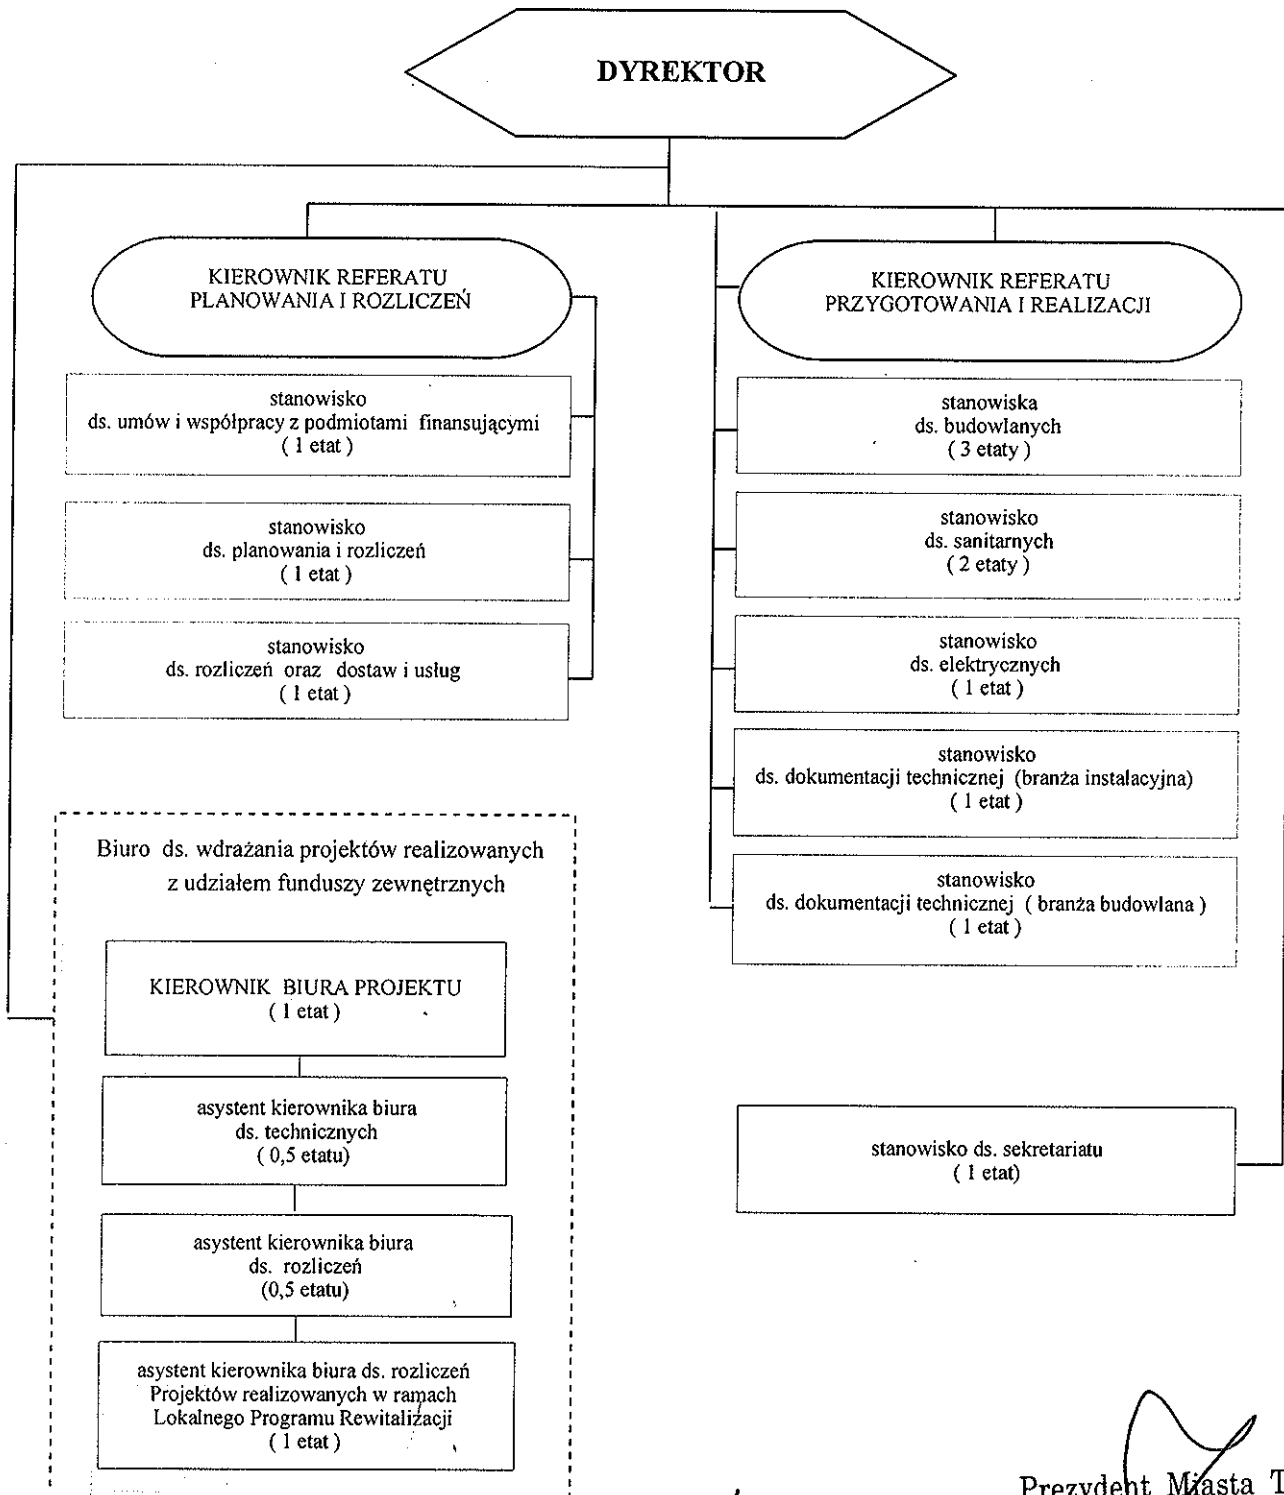 DYREKTOR
KIEROWNIK REFERATU
PLANOWANIA I ROZLICZEŃ
stanowisko
ds. umów i współpracy z podmiotami finansującymi
( 1 etat )
stanowisko
ds. planowania i rozliczeń
( 1 etat )
stanowisko
ds. rozliczeń oraz dostaw i usług
( 1 etat )
KIEROWNIK REFERATU
PRZYGOTOWANIA I REALIZACJI
stanowiska
ds. budowlanych
( 3 etaty )
stanowisko
ds. sanitarnych
( 2 etaty )
stanowisko
ds. elektrycznych
( 1 etat )
stanowisko
ds. dokumentacji technicznej (branża instalacyjna)
( 1 etat )
stanowisko
ds. dokumentacji technicznej ( branża budowlana )
( 1 etat )
Biuro ds. wdrażania projektów realizowanych
z udziałem funduszy zewnętrznych
KIEROWNIK BIURA PROJEKTU
( 1 etat )
asystent kierownika biura
ds. technicznych
( 0,5 etatu)
asystent kierownika biura
ds. rozliczeń
(0,5 etatu)
asystent kierownika biura ds. rozliczeń
Projektów realizowanych w ramach
Lokalnego Programu Rewitalizacji
( 1 etat )
stanowisko ds. sekretariatu
( 1 etat)
Prezydent Miasta T